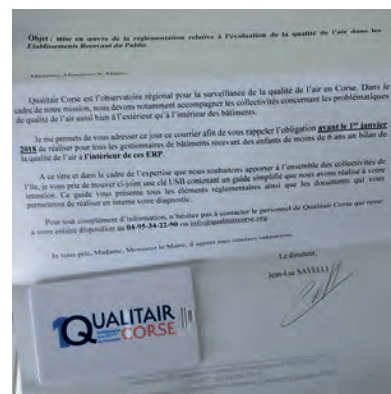 Objet : mise en œuvre de la règlementation relative à l'évaluation de la qualité de l'air dans les
Etablissements Recevant du Public
Madame, Monsieur le Maire,
Qualitair Corse est l'observatoire régional pour la surveillance de la qualité de l'air en Corse. Dans le
cadre de notre mission, nous devons notamment accompagner les collectivités concernant les problématiques
de qualité de l'air aussi bien à l'extérieur qu'à l'intérieur des bâtiments.
Je me permets de vous adresser ce jour ce courrier afin de vous rappeler l'obligation avant le 1er janvier
2018 de réaliser pour tous les gestionnaires de bâtiments recevant des enfants de moins de 6 ans un bilan de
la qualité de l'air à l'intérieur de ces ERP.
A ce titre et dans le cadre de l'expertise que nous souhaitons apporter à l'ensemble des collectivités de
l'île, je vous prie de trouver ci-joint une clé USB contenant un guide simplifié que nous avons réalisé à votre
intention. Ce guide vous présente tous les éléments règlementaires ainsi que les documents qui vous
permettront de réaliser en interne votre diagnostic.
Pour tout complément d'information, n'hésitez pas à contacter le personnel de Qualitair Corse qui reste
à votre entière disposition au 04-95-34-22-90 ou info@qualitaircorse.org
Je vous prie, Madame, Monsieur le Maire, d'agréer mes sincères salutations.
Le directeur,
Jean-Luc SAVELLI
QUALITAIR
CORSE